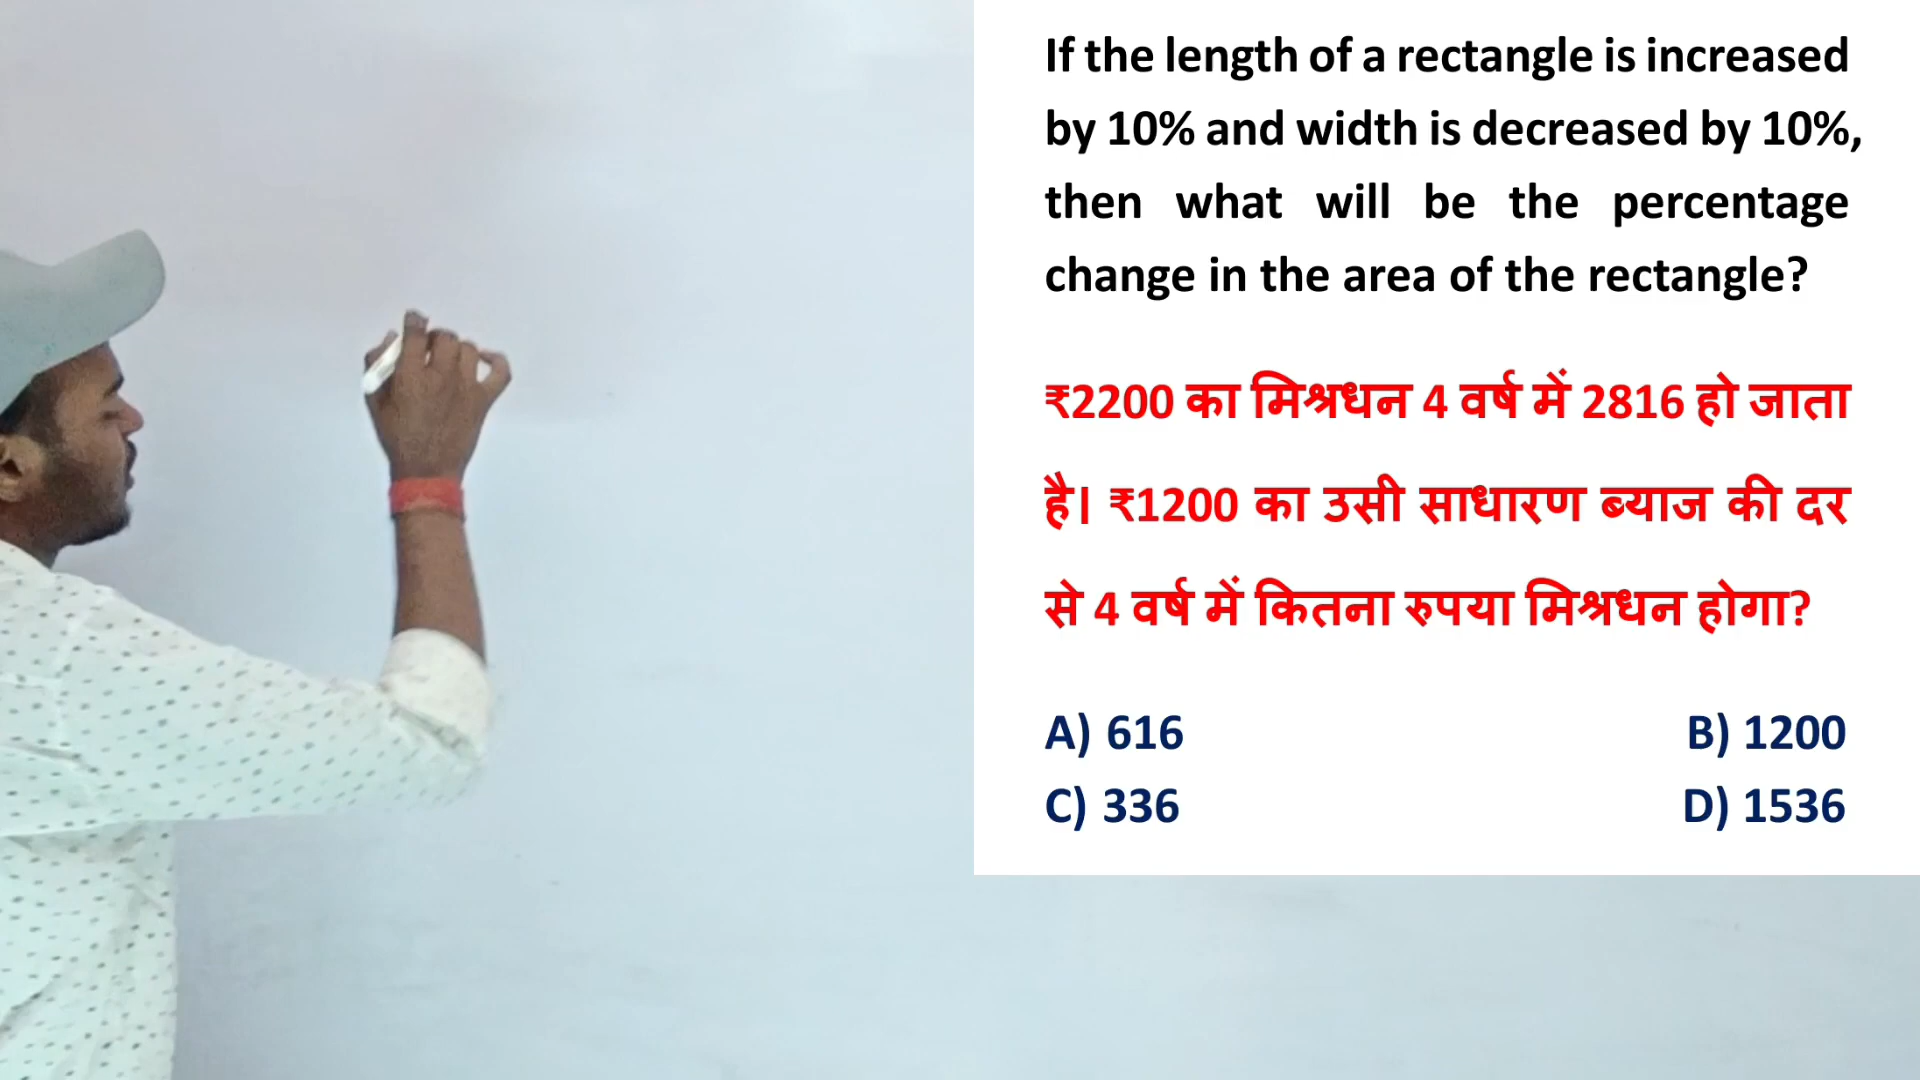 If the length of a rectangle is increased
by 10% and width is decreased by 10%,
then what will be the percentage
change in the area of the rectangle?
₹2200 का मिश्रधन 4 वर्ष में 2816 हो जाता
है। ₹1200 का उसी साधारण ब्याज की दर
से 4 वर्ष में कितना रुपया मिश्रधन होगा?
A) 616 B) 1200
C) 336 D) 1536